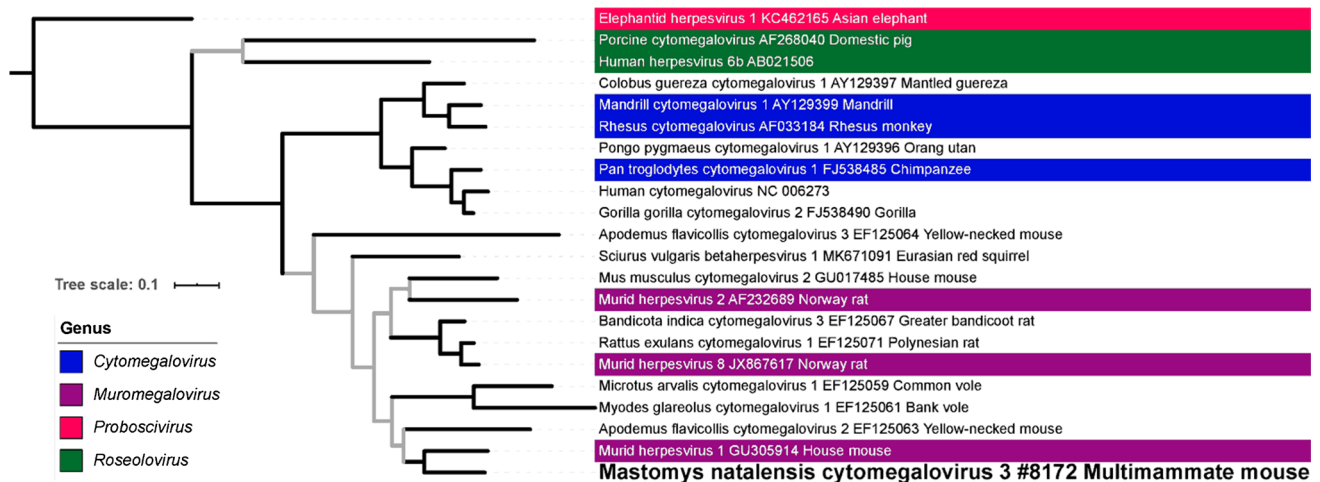 Elephantid herpesvirus 1 KC462165 Asian elephant
Porcine cytomegalovirus AF268040 Domestic pig
Human herpesvirus 6b AB021506
Colobus guereza cytomegalovirus 1 AY129397 Mantled guereza
Mandrill cytomegalovirus 1 AY129399 Mandrill
Rhesus cytomegalovirus AF033184 Rhesus monkey
Pongo pygmaeus cytomegalovirus 1 AY129396 Orang utan
Pan troglodytes cytomegalovirus 1 FJ538485 Chimpanzee
Human cytomegalovirus NC 006273
Gorilla gorilla cytomegalovirus 2 FJ538490 Gorilla
Apodemus flavicollis cytomegalovirus 3 EF125064 Yellow-necked mouse
Sciurus vulgaris betaherpesvirus 1 MK671091 Eurasian red squirrel
Mus musculus cytomegalovirus 2 GU017485 House mouse
Murid herpesvirus 2 AF232689 Norway rat
Bandicota indica cytomegalovirus 3 EF125067 Greater bandicoot rat
Rattus exulans cytomegalovirus 1 EF125071 Polynesian rat
Murid herpesvirus 8 JX867617 Norway rat
Microtus arvalis cytomegalovirus 1 EF125059 Common vole
Myodes glareolus cytomegalovirus 1 EF125061 Bank vole
Apodemus flavicollis cytomegalovirus 2 EF125063 Yellow-necked mouse
Murid herpesvirus 1 GU305914 House mouse
Mastomys natalensis cytomegalovirus 3 #8172 Multimammate mouse
Tree scale: 0.1
Genus
Cytomegalovirus
Muromegalovirus
Proboscivirus
Roseolovirus